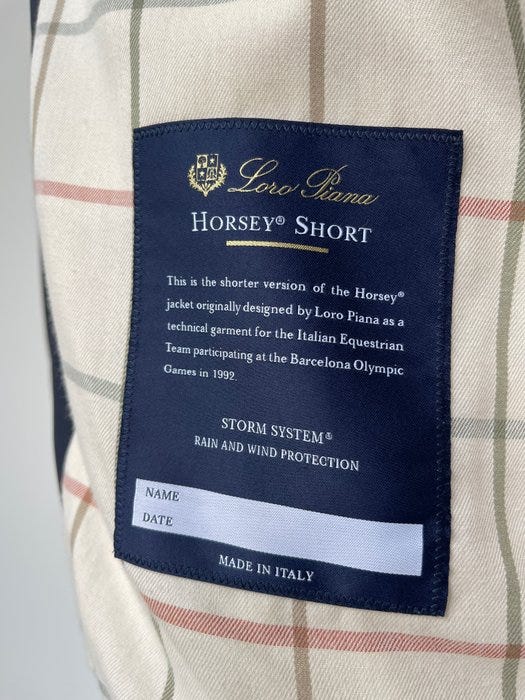 Loro Piana
HORSEY® SHORT
This is the shorter version of the Horsey®
jacket originally designed by Loro Piana as a
technical garment for the Italian Equestrian
Team participating at the Barcelona Olympic
Games in 1992.
STORM SYSTEM®
RAIN AND WIND PROTECTION
NAME
DATE
MADE IN ITALY